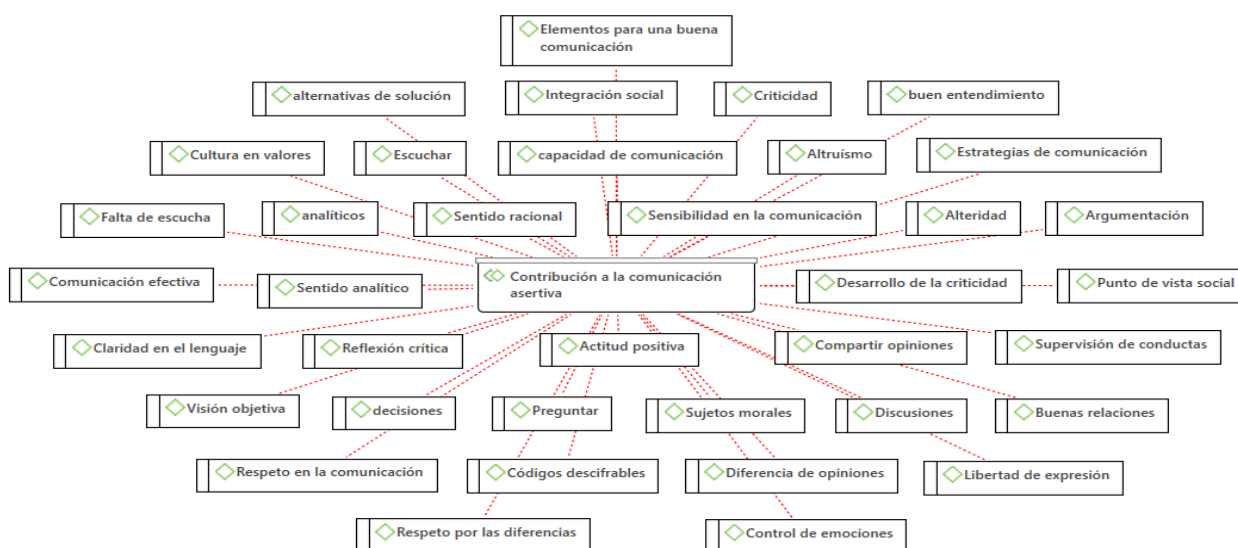 Elementos para una buena
comunicación
alternativas de solución
Integración social
Criticidad
buen entendimiento
Cultura en valores
Escuchar
capacidad de comunicación
Altruísmo
Estrategias de comunicación
Falta de escucha
analíticos
Sentido racional
Sensibilidad en la comunicación
Alteridad
Argumentación
Comunicación efectiva
Sentido analítico
Contribución a la comunicación
asertiva
Desarrollo de la criticidad
Punto de vista social
Claridad en el lenguaje
Reflexión crítica
Actitud positiva
Compartir opiniones
Supervisión de conductas
Visión objetiva
decisiones
Preguntar
Sujetos morales
Discusiones
Buenas relaciones
Respeto en la comunicación
Códigos descifrables
Diferencia de opiniones
Libertad de expresión
Respeto por las diferencias
Control de emociones